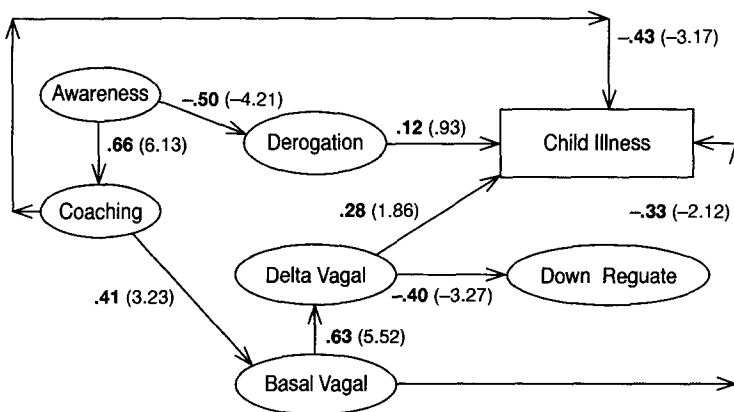 –.43 (–3.17)
Awareness
–.50 (–4.21)
Derogation
.12 (.93)
Child Illness
.66 (6.13)
Coaching
.28 (1.86)
–.33 (–2.12)
Delta Vagal
–.40 (–3.27)
Down Reguate
.41 (3.23)
.63 (5.52)
Basal Vagal